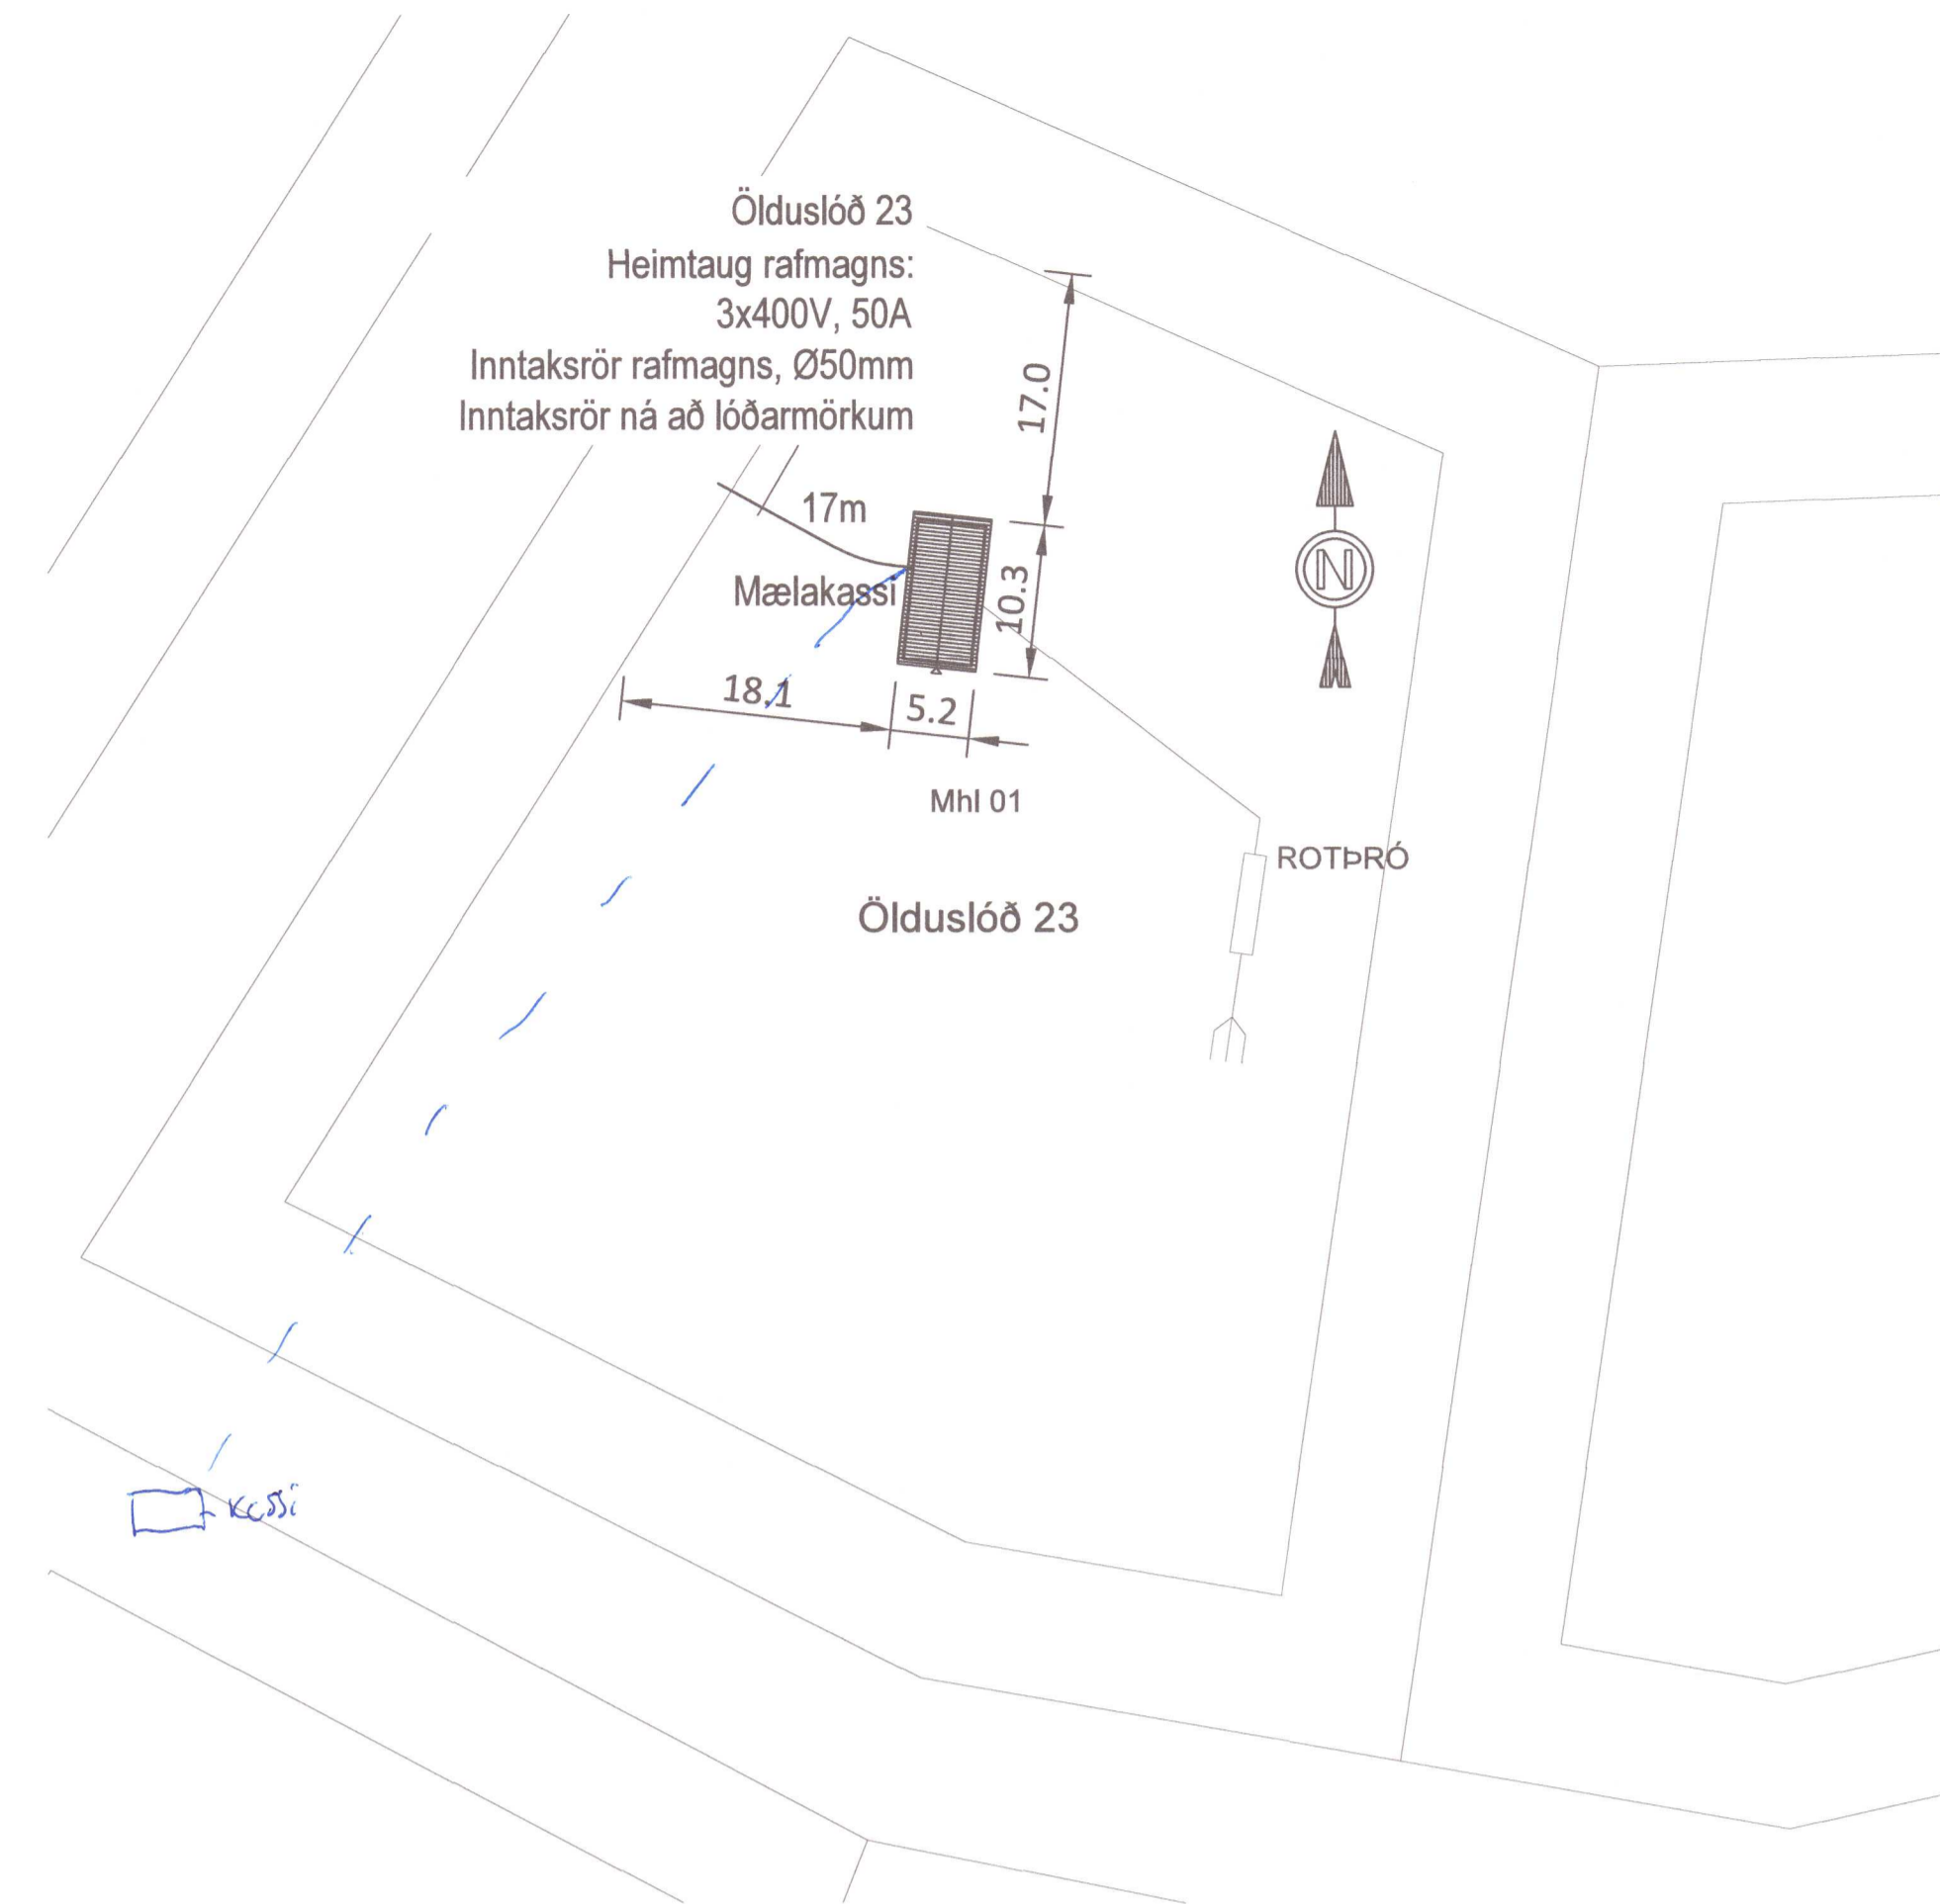 Ölduslóð 23
Heimtaug rafmagns:
3x400V, 50A
Inntaksrör rafmagns, Ø50mm
Inntaksrör ná að lóðarmörkum
17.0
17m
Mælakassi
10.3
N
18.1
5.2
Mhl 01
ROTÞRÓ
Ölduslóð 23
Kassi